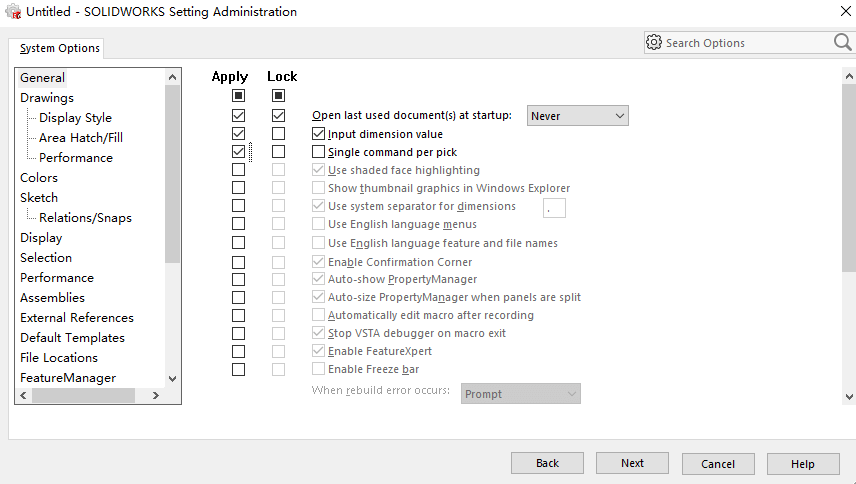 Untitled - SOLIDWORKS Setting Administration
System Options
Search Options
General
Drawings
Display Style
Area Hatch/Fill
Performance
Colors
Sketch
Relations/Snaps
Display
Selection
Performance
Assemblies
External References
Default Templates
File Locations
FeatureManager
Apply Lock
Open last used document(s) at startup: Never
Input dimension value
Single command per pick
Use shaded face highlighting
Show thumbnail graphics in Windows Explorer
Use system separator for dimensions .
Use English language menus
Use English language feature and file names
Enable Confirmation Corner
Auto-show PropertyManager
Auto-size PropertyManager when panels are split
Automatically edit macro after recording
Stop VSTA debugger on macro exit
Enable FeatureXpert
Enable Freeze bar
When rebuild error occurs: Prompt
Back Next Cancel Help